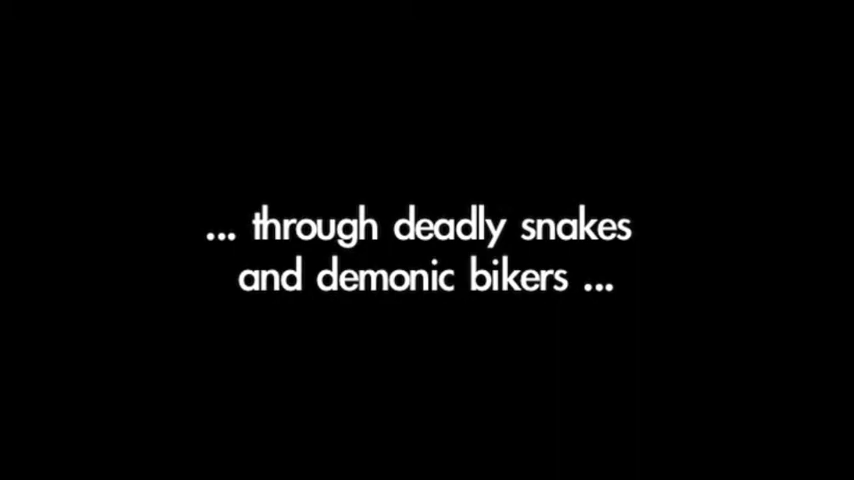 ... through deadly snakes
and demonic bikers ...